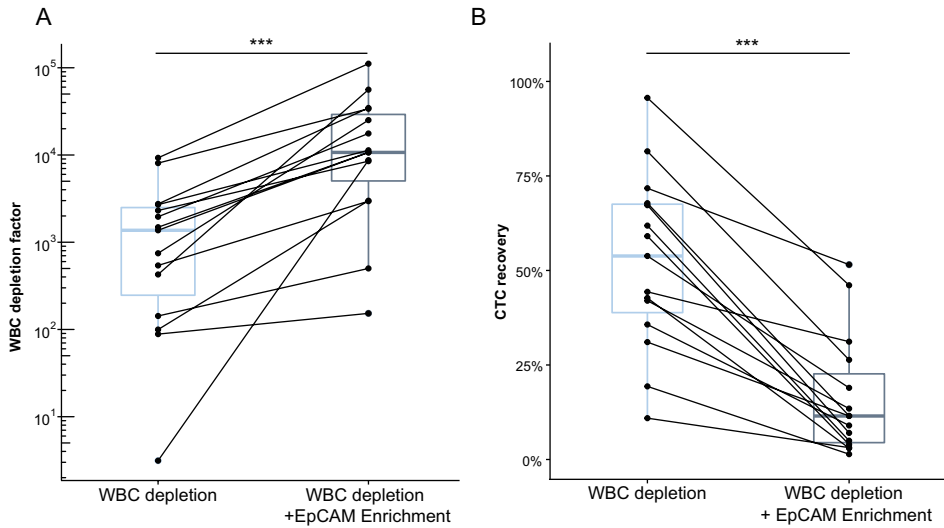 A
B
***
***
WBC depletion factor
10^5
10^4
10^3
10^2
10^1
WBC depletion
WBC depletion
+EpCAM Enrichment
CTC recovery
100%
75%
50%
25%
0%
WBC depletion
WBC depletion
+ EpCAM Enrichment